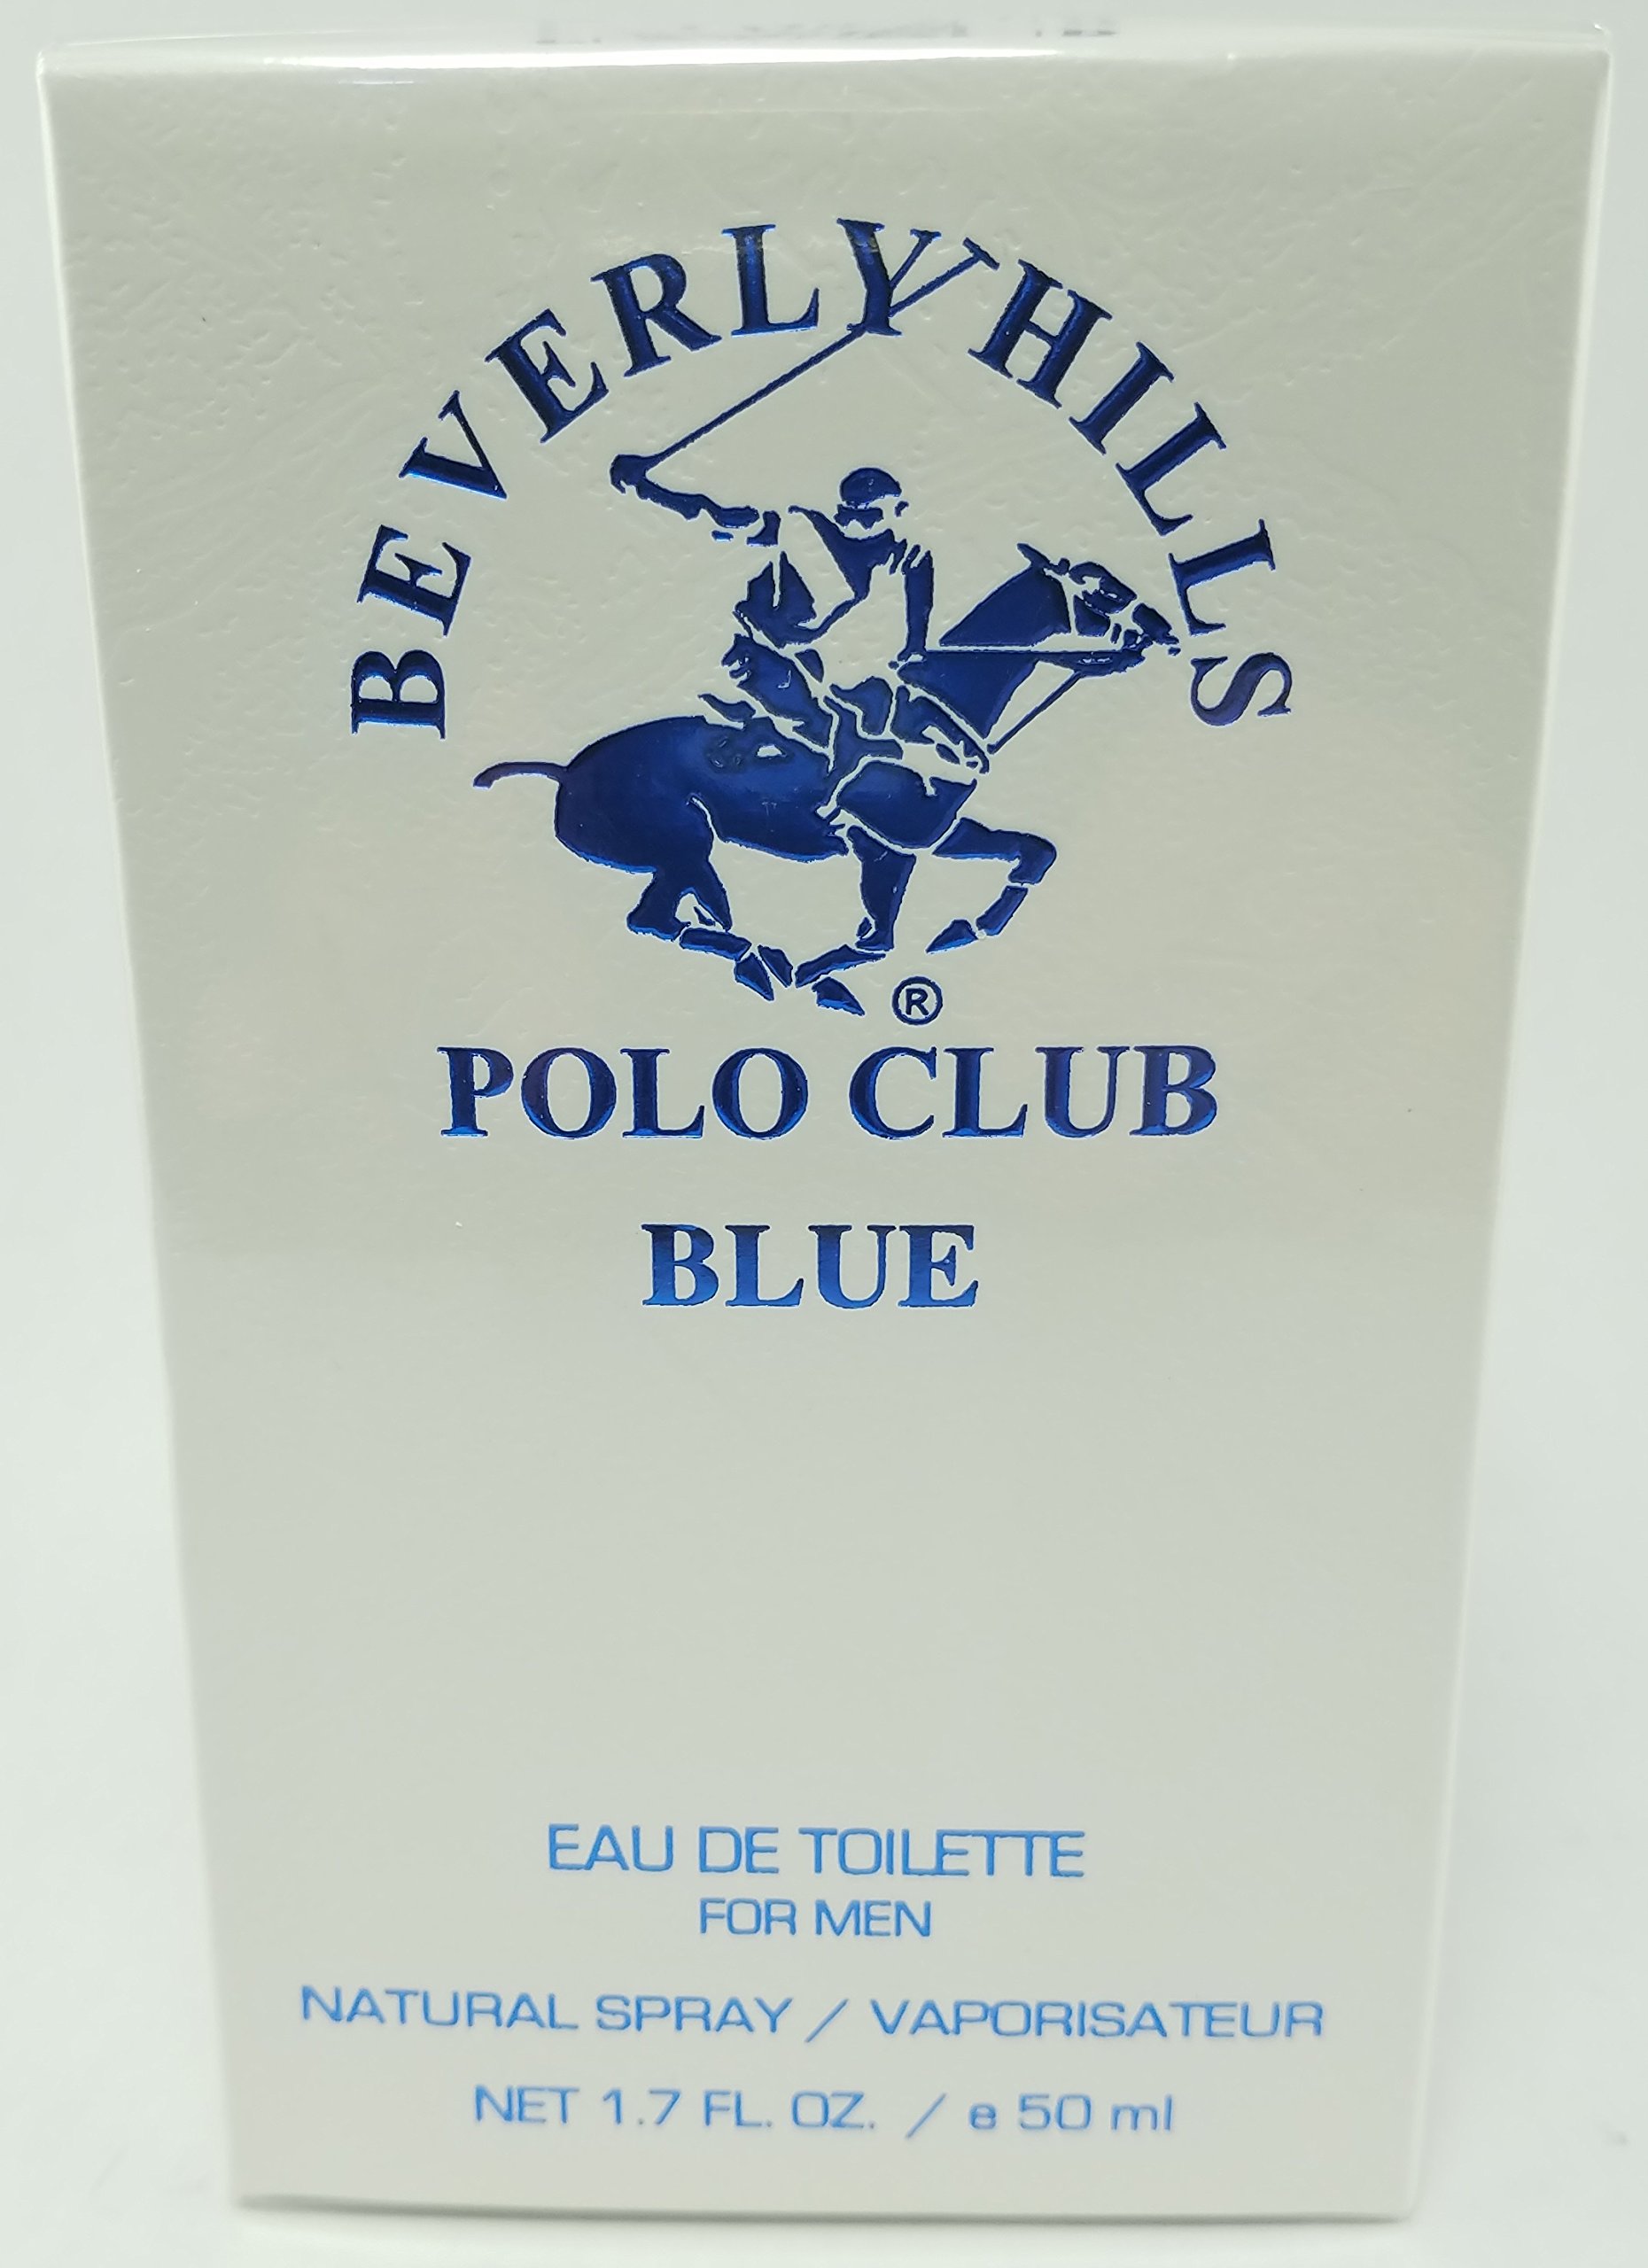 BEVERLY HILLS
®
POLO CLUB
BLUE
EAU DE TOILETTE
FOR MEN
NATURAL SPRAY / VAPORISATEUR
NET 1.7 FL. OZ. / e 50 ml